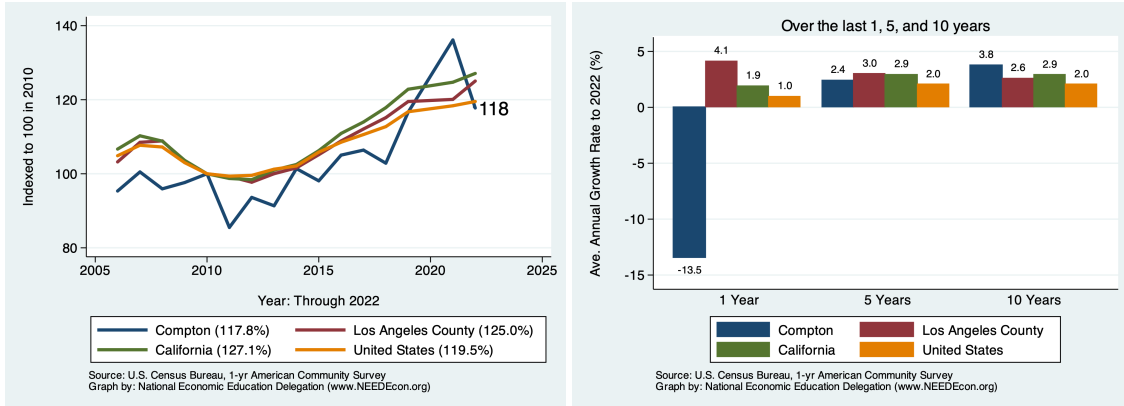 140
120
100
80
Indexed to 100 in 2010
118
2005
2010
2015
2020
2025
Year: Through 2022
Compton (117.8%)
Los Angeles County (125.0%)
California (127.1%)
United States (119.5%)
Source: U.S. Census Bureau, 1-yr American Community Survey
Graph by: National Economic Education Delegation (www.NEEDEcon.org)
Over the last 1, 5, and 10 years
5
0
-5
-10
-15
Ave. Annual Growth Rate to 2022 (%)
-13.5
4.1
1.9
1.0
2.4
3.0
2.9
2.0
3.8
2.6
2.9
2.0
1 Year
5 Years
10 Years
Compton
Los Angeles County
California
United States
Source: U.S. Census Bureau, 1-yr American Community Survey
Graph by: National Economic Education Delegation (www.NEEDEcon.org)